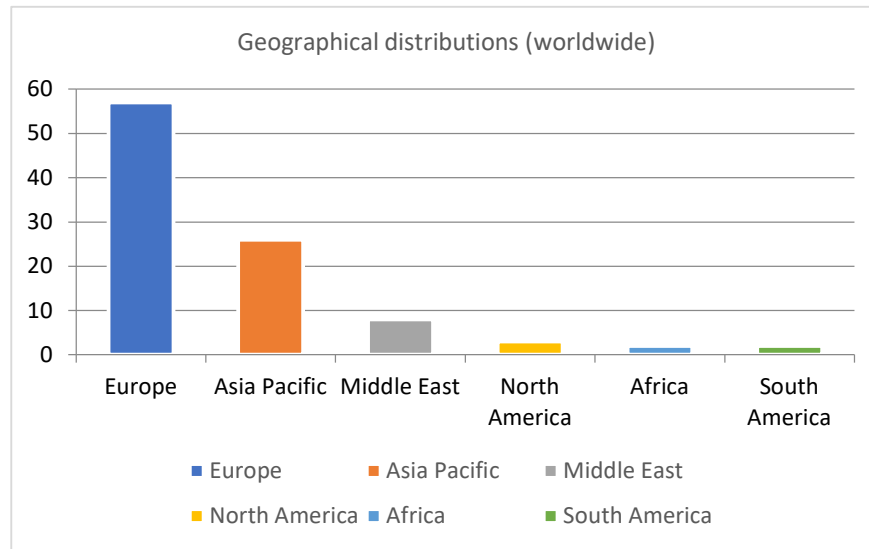 Geographical distributions (worldwide)
60
50
40
30
20
10
0
Europe
Asia Pacific
Middle East
North
America
Africa
South
America
Europe
Asia Pacific
Middle East
North America
Africa
South America